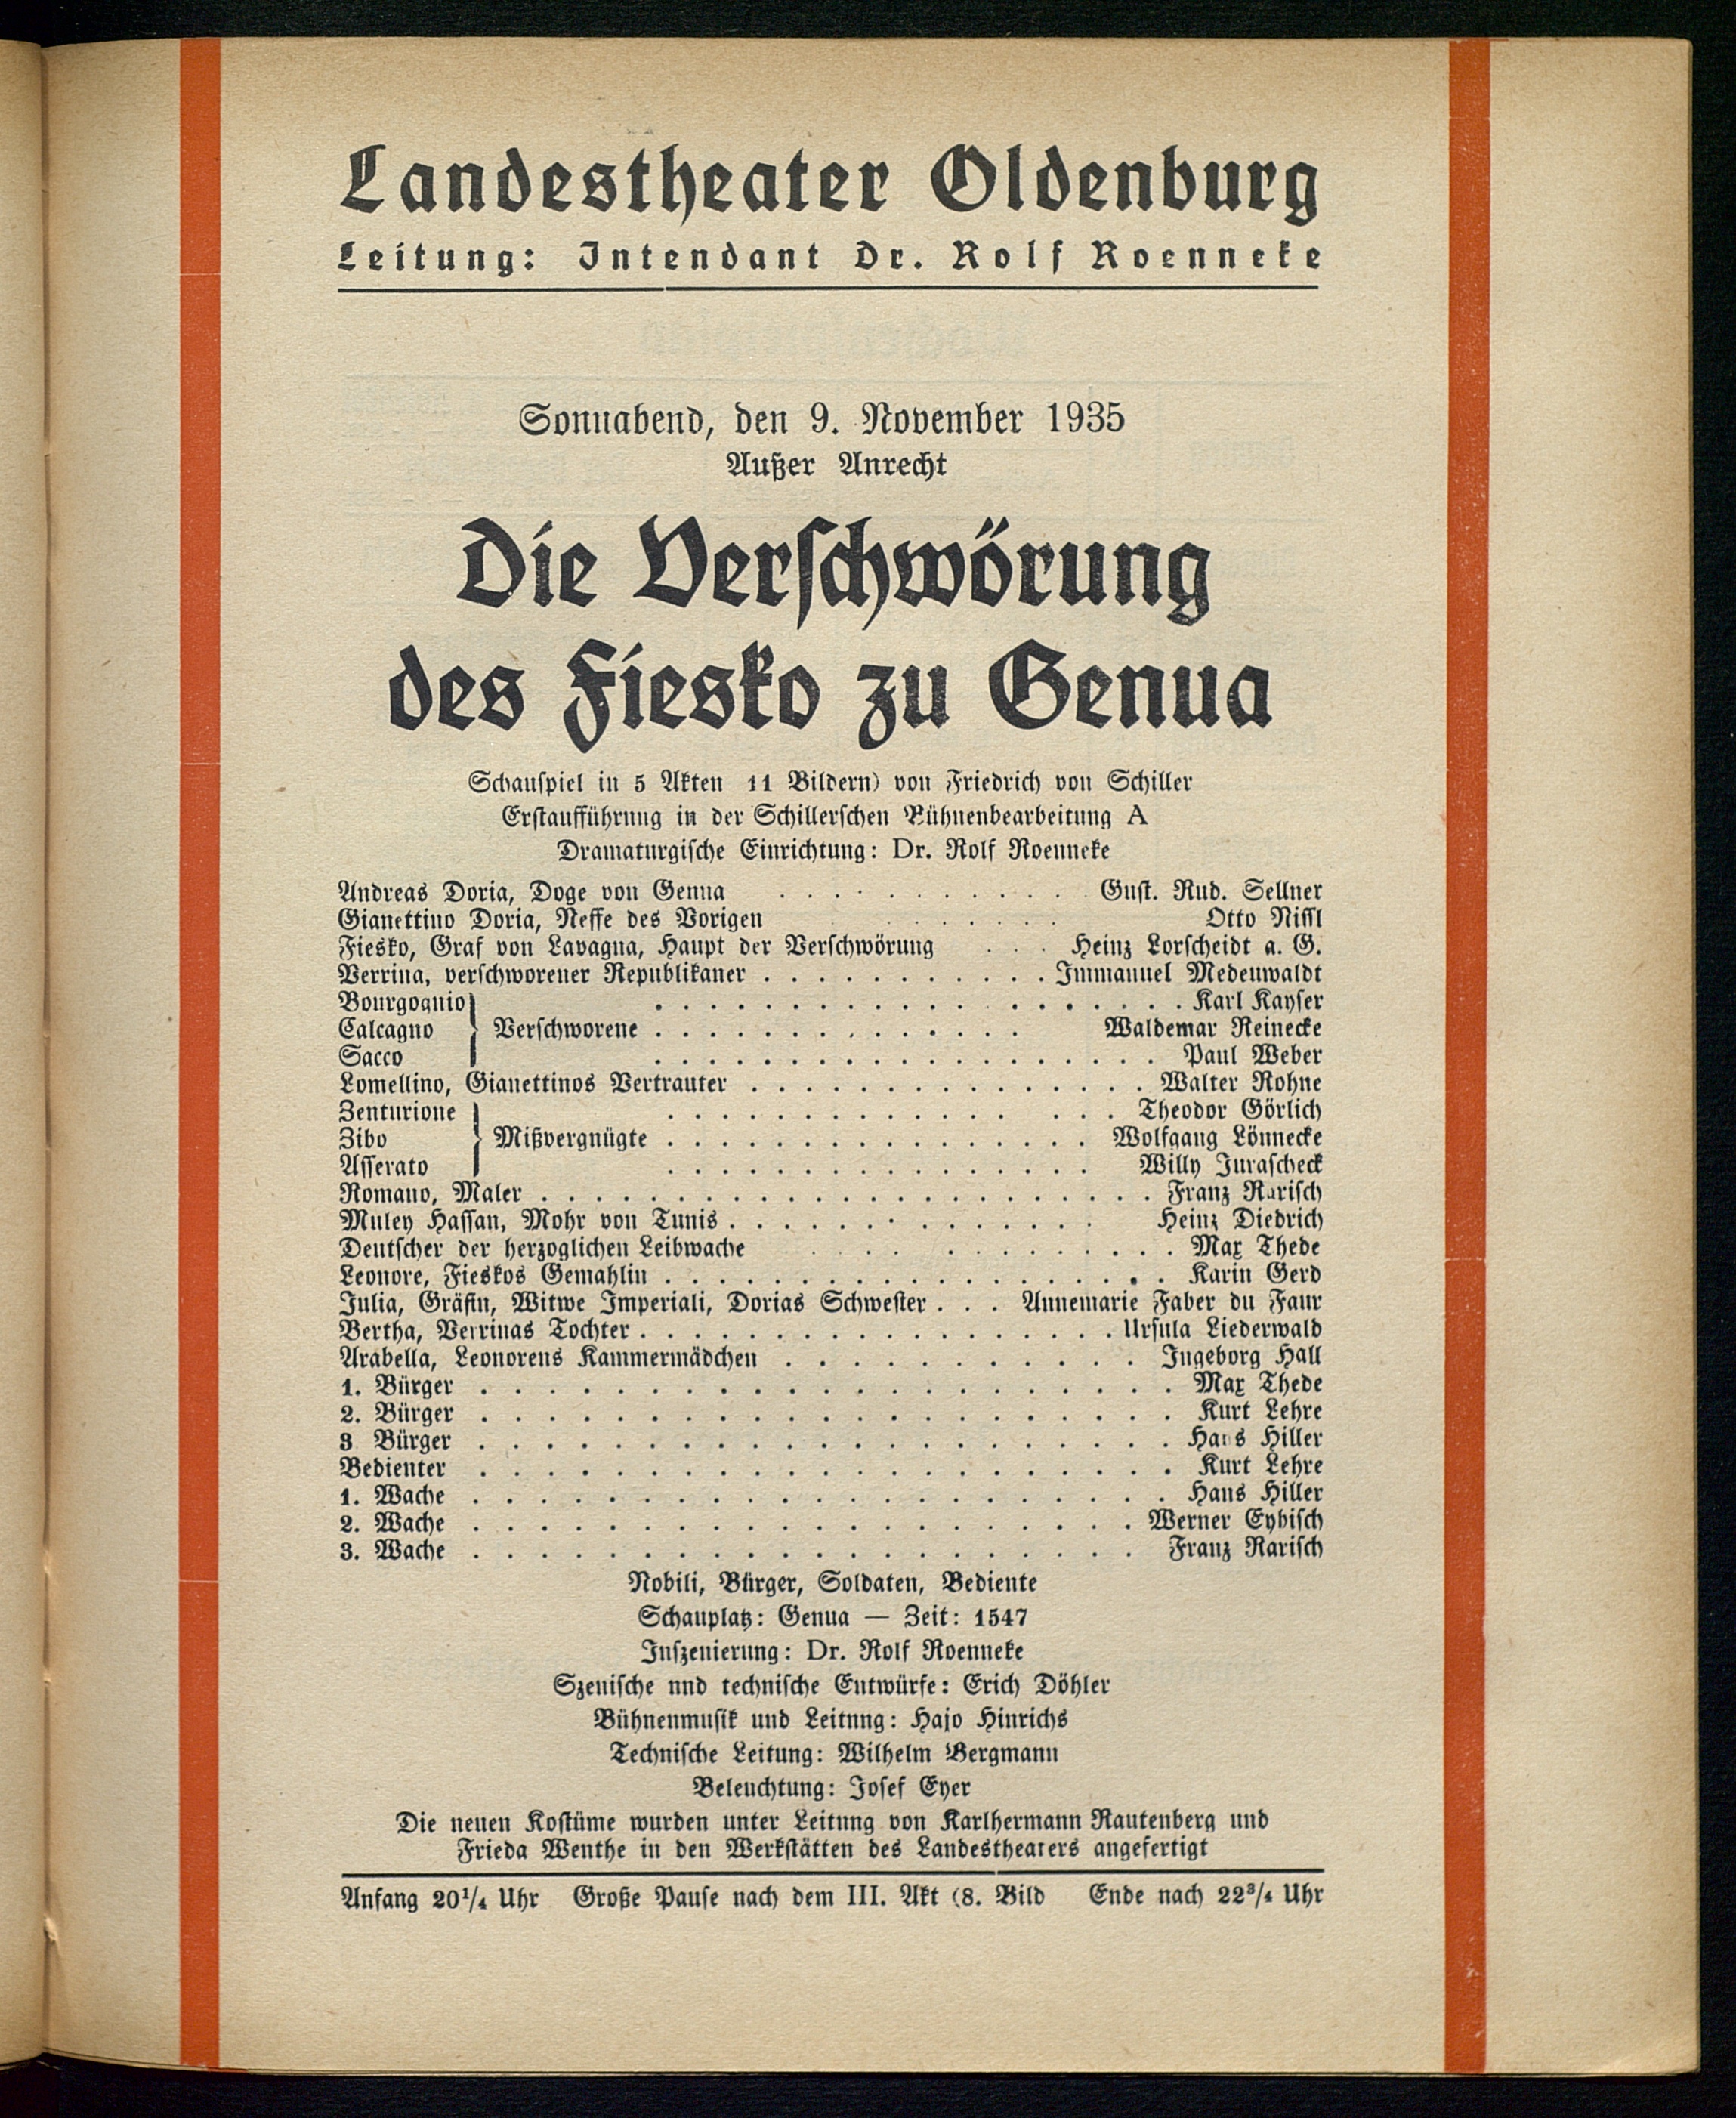 Landestheater Oldenburg
Leitung: Intendant Dr. Rolf Roenneke
Sonnabend, den 9. November 1935
Außer Anrecht
Die Verschwörung
des Fiesko zu Genua
Schauspiel in 5 Akten 11 Bildern) von Friedrich von Schiller
Erstaufführung in der Schillerschen Bühnenbearbeitung A
Dramaturgische Einrichtung: Dr. Rolf Roenneke
Andreas Doria, Doge von Genua . . . . . . . . . . . Gust. Rud. Sellner
Gianettino Doria, Neffe des Vorigen . . . . . Otto Niffl
Fiesko, Graf von Lavagna, Haupt der Verschwörung . . . Heinz Lorscheidt a. G.
Verrina, verschworener Republikaner . . . . . . . . . . . Immanuel Medenwaldt
Bourgognio . . . . . . . . . . . . . . . . . . . . Karl Kayser
Calcagno } Verschworene . . . . . . . . . . . . . . Waldemar Reinecke
Sacco . . . . . . . . . . . . . . . . . . . Paul Weber
Lomellino, Gianettinos Vertrauter . . . . . . . . . . . . . . . Walter Rohne
Zenturione . . . . . . . . . . . . . . . . Theodor Görlich
Zibo } Mißvergnügte . . . . . . . . . . . . . . . . Wolfgang Lönnecke
Asserato . . . . . . . . . . . . . . . . Willy Jurascheck
Romano, Maler . . . . . . . . . . . . . . . . . . . . . . . Franz Rarisch
Muley Hassan, Mohr von Tunis . . . . . . . . . . . . . . Heinz Diedrich
Deutscher der herzoglichen Leibwache . . . . . . . . . . . . . Max Thede
Leonore, Fieskos Gemahlin . . . . . . . . . . . . . . . . . . . Karin Gerd
Julia, Gräfin, Witwe Imperiali, Dorias Schwester . . . Annemarie Faber du Faur
Bertha, Verrinas Tochter . . . . . . . . . . . . . . . . . . Ursula Liederwald
Arabella, Leonorens Kammermädchen . . . . . . . . . . . Ingeborg Hall
1. Bürger . . . . . . . . . . . . . . . . . . . . . Max Thede
2. Bürger . . . . . . . . . . . . . . . . . . . . . Kurt Lehre
3 Bürger . . . . . . . . . . . . . . . . . . . . . Hans Hiller
Bedienter . . . . . . . . . . . . . . . . . . . . . Kurt Lehre
1. Wache . . . . . . . . . . . . . . . . . . . . . Hans Hiller
2. Wache . . . . . . . . . . . . . . . . . . . . Werner Eybisch
3. Wache . . . . . . . . . . . . . . . . . . . . Franz Rarisch
Nobili, Bürger, Soldaten, Bediente
Schauplatz: Genua — Zeit: 1547
Inszenierung: Dr. Rolf Roenneke
Szenische nnd technische Entwürfe: Erich Döhler
Bühnenmusik und Leitnng: Hajo Hinrichs
Technische Leitung: Wilhelm Bergmann
Beleuchtung: Josef Eyer
Die neuen Kostüme wurden unter Leitnng von Karlhermann Rautenberg und
Frieda Wenthe in den Werkstätten des Landestheaters angefertigt
Anfang 20¹/₄ Uhr Große Pause nach dem III. Akt (8. Bild Ende nach 22³/₄ Uhr